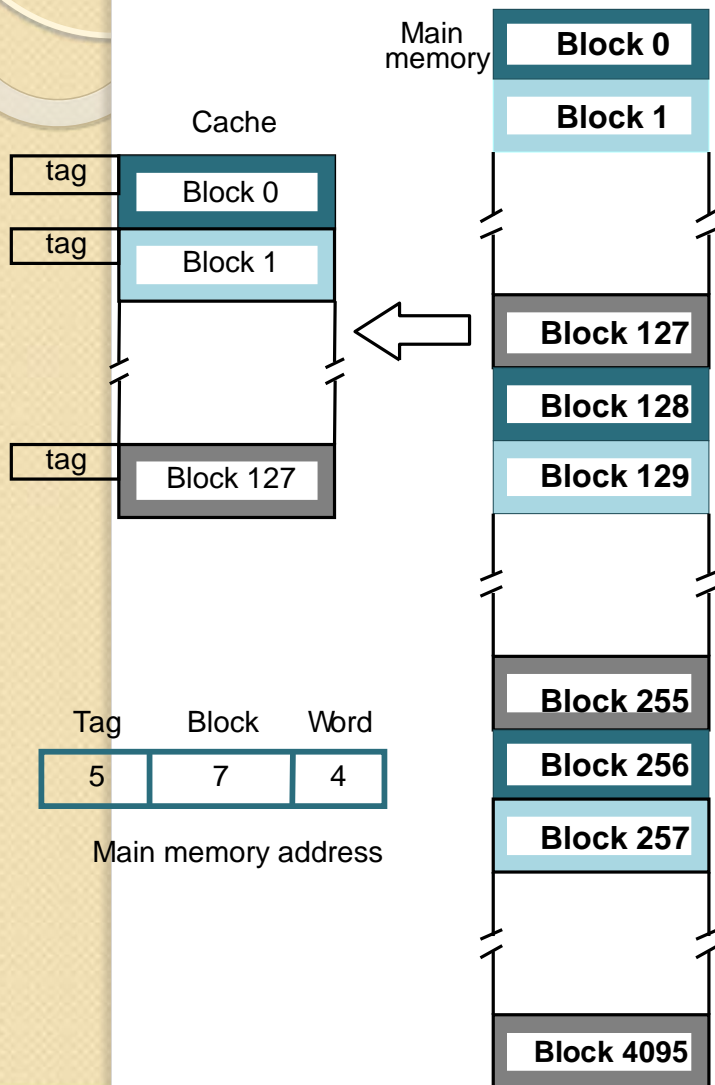 Main
memory
Block 0
Block 1
Block 127
Block 128
Block 129
Block 255
Block 256
Block 257
Block 4095
Cache
tag
Block 0
tag
Block 1
tag
Block 127
Tag Block Word
5 7 4
Main memory address